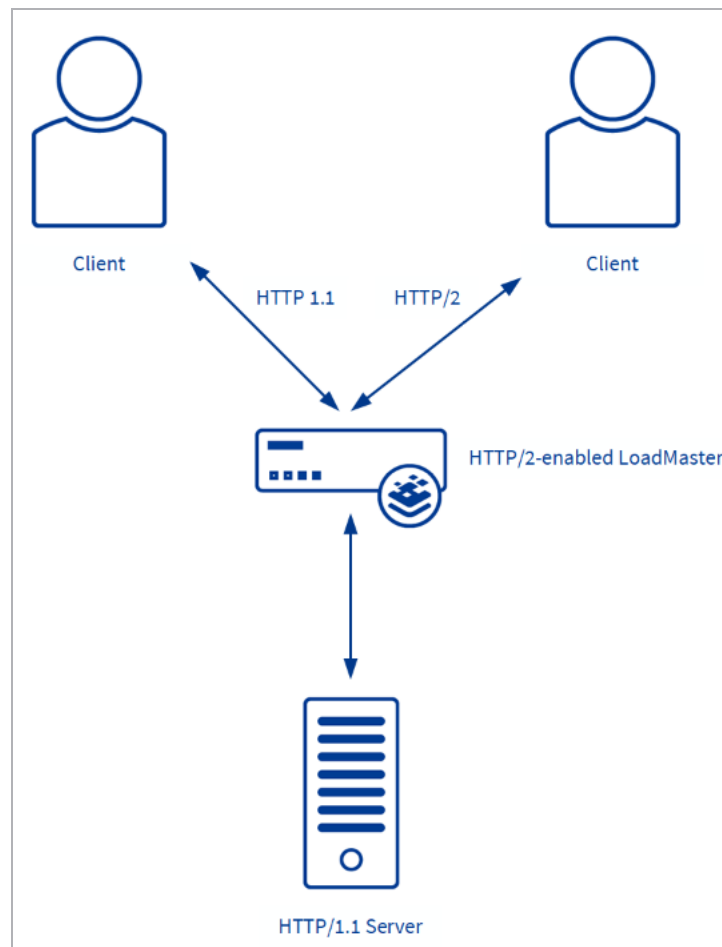 Client
Client
HTTP 1.1
HTTP/2
HTTP/2-enabled LoadMaster
HTTP/1.1 Server